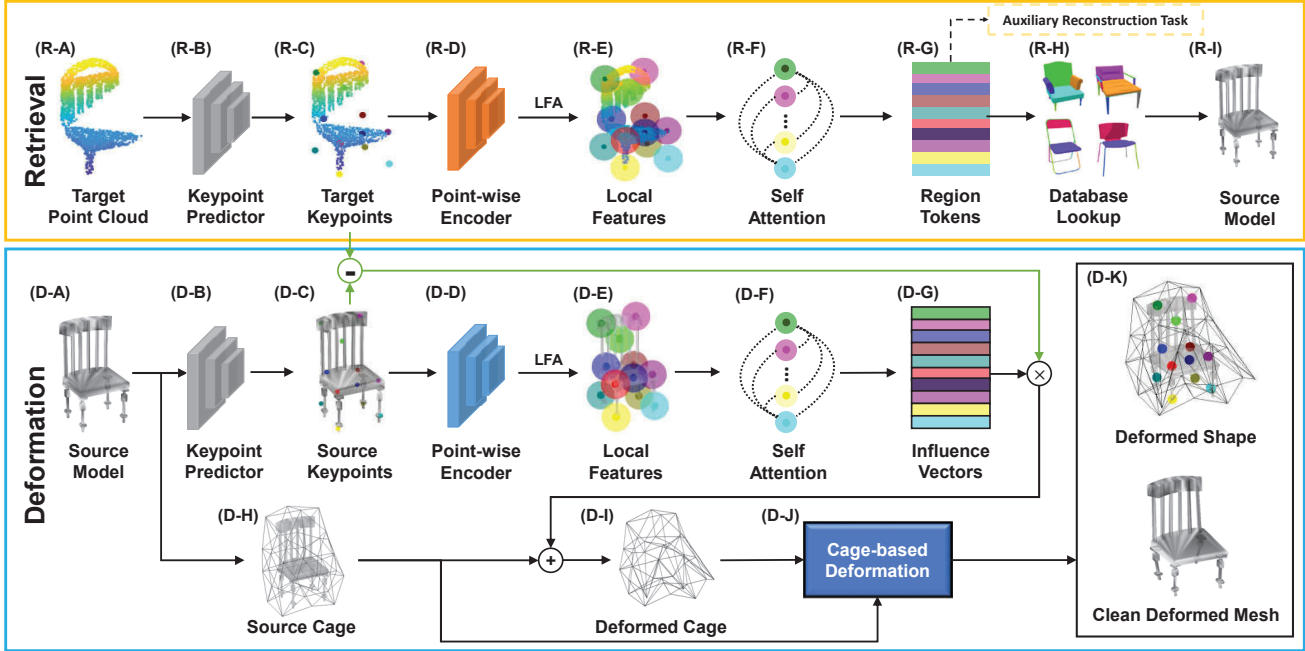 Auxiliary Reconstruction Task
(R-A)
(R-B)
(R-C)
(R-D)
(R-E)
(R-F)
(R-G)
(R-H)
(R-I)
Retrieval
LFA
Target
Point Cloud
Keypoint
Predictor
Target
Keypoints
Point-wise
Encoder
Local
Features
Self
Attention
Region
Tokens
Database
Lookup
Source
Model
-
(D-A)
(D-B)
(D-C)
(D-D)
(D-E)
(D-F)
(D-G)
(D-K)
Deformation
LFA
×
Source
Model
Keypoint
Predictor
Source
Keypoints
Point-wise
Encoder
Local
Features
Self
Attention
Influence
Vectors
Deformed Shape
(D-H)
(D-I)
(D-J)
+
Cage-based
Deformation
Source Cage
Deformed Cage
Clean Deformed Mesh